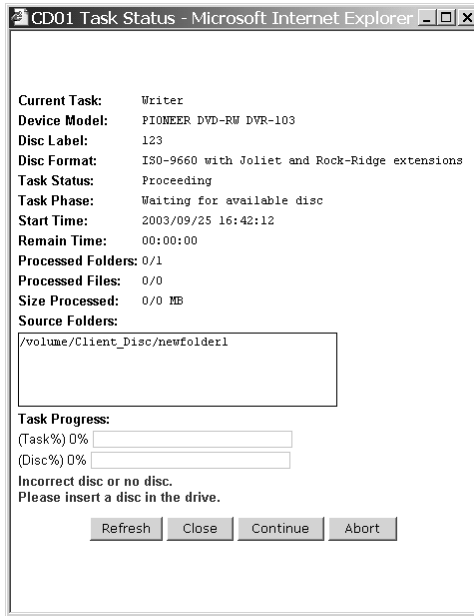 CD01 Task Status - Microsoft Internet Explorer
Current Task: Writer
Device Model: PIONEER DVD-RW DVR-103
Disc Label: 123
Disc Format: ISO-9660 with Joliet and Rock-Ridge extensions
Task Status: Proceeding
Task Phase: Waiting for available disc
Start Time: 2003/09/25 16:42:12
Remain Time: 00:00:00
Processed Folders: 0/1
Processed Files: 0/0
Size Processed: 0/0 MB
Source Folders:
/volume/Client_Disc/newfolder1
Task Progress:
(Task%) 0%
(Disc%) 0%
Incorrect disc or no disc.
Please insert a disc in the drive.
Refresh Close Continue Abort